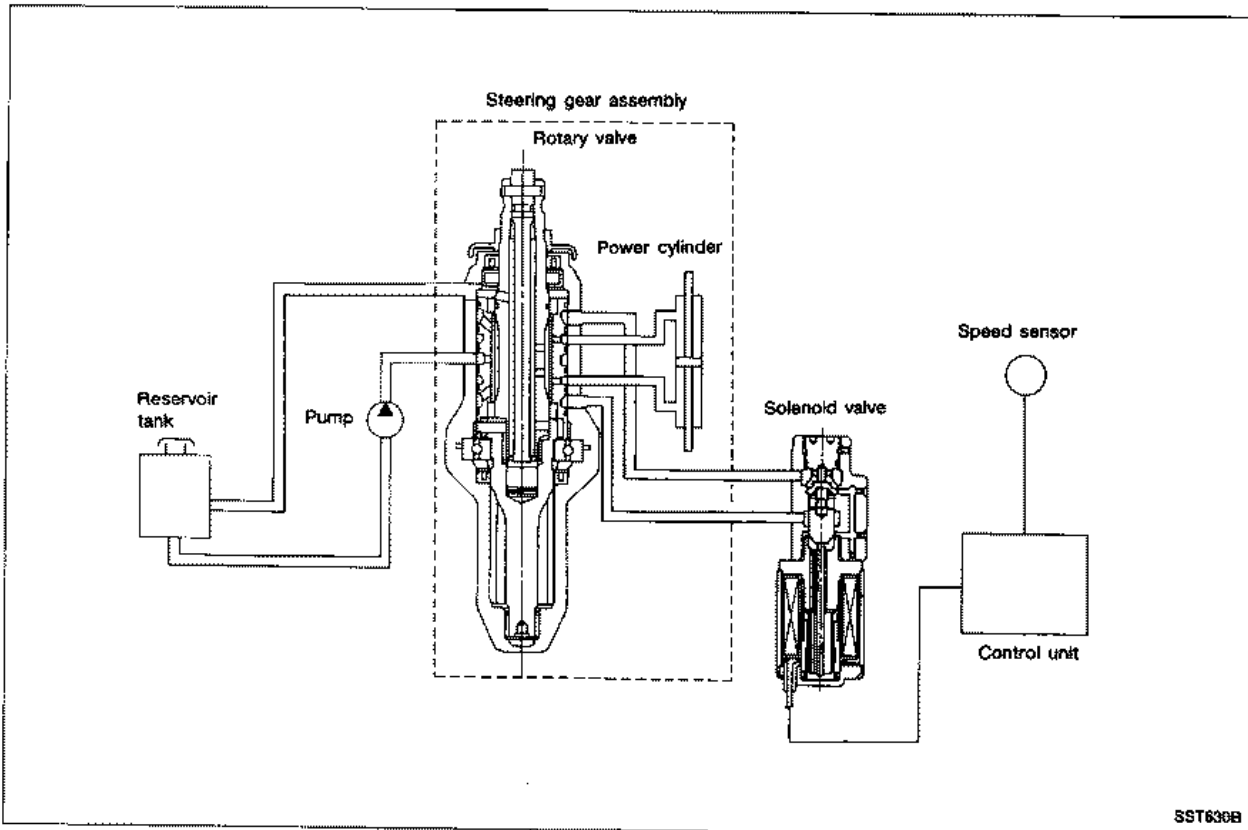 Steering gear assembly
Rotary valve
Power cylinder
Speed sensor
Reservoir
tank
Pump
Solenoid valve
Control unit
SST630B